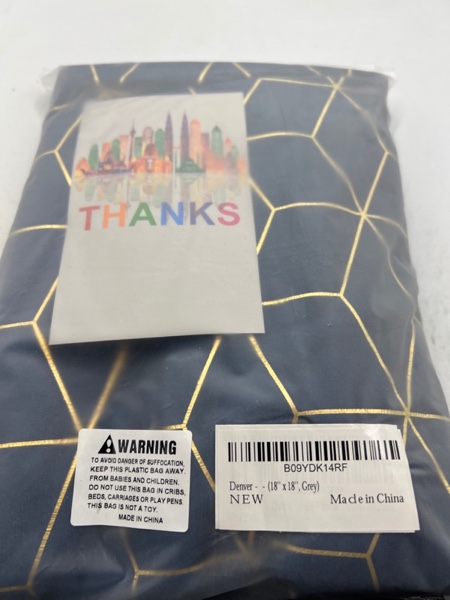 THANKS
WARNING
TO AVOID DANGER OF SUFFOCATION,
KEEP THIS PLASTIC BAG AWAY
FROM BABIES AND CHILDREN.
DO NOT USE THIS BAG IN CRIBS,
BEDS, CARRIAGES OR PLAY PENS.
THIS BAG IS NOT A TOY.
MADE IN CHINA
B09YDK14RF
Denver - - (18" x 18", Grey)
NEW Made in China